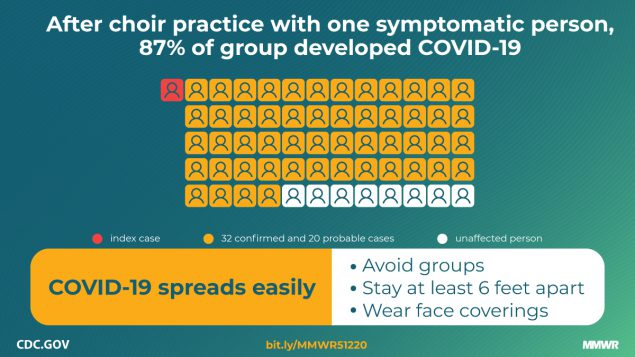 After choir practice with one symptomatic person,
87% of group developed COVID-19
index case
32 confirmed and 20 probable cases
unaffected person
COVID-19 spreads easily
• Avoid groups
• Stay at least 6 feet apart
• Wear face coverings
CDC.GOV
bit.ly/MMWR51220
MMWR